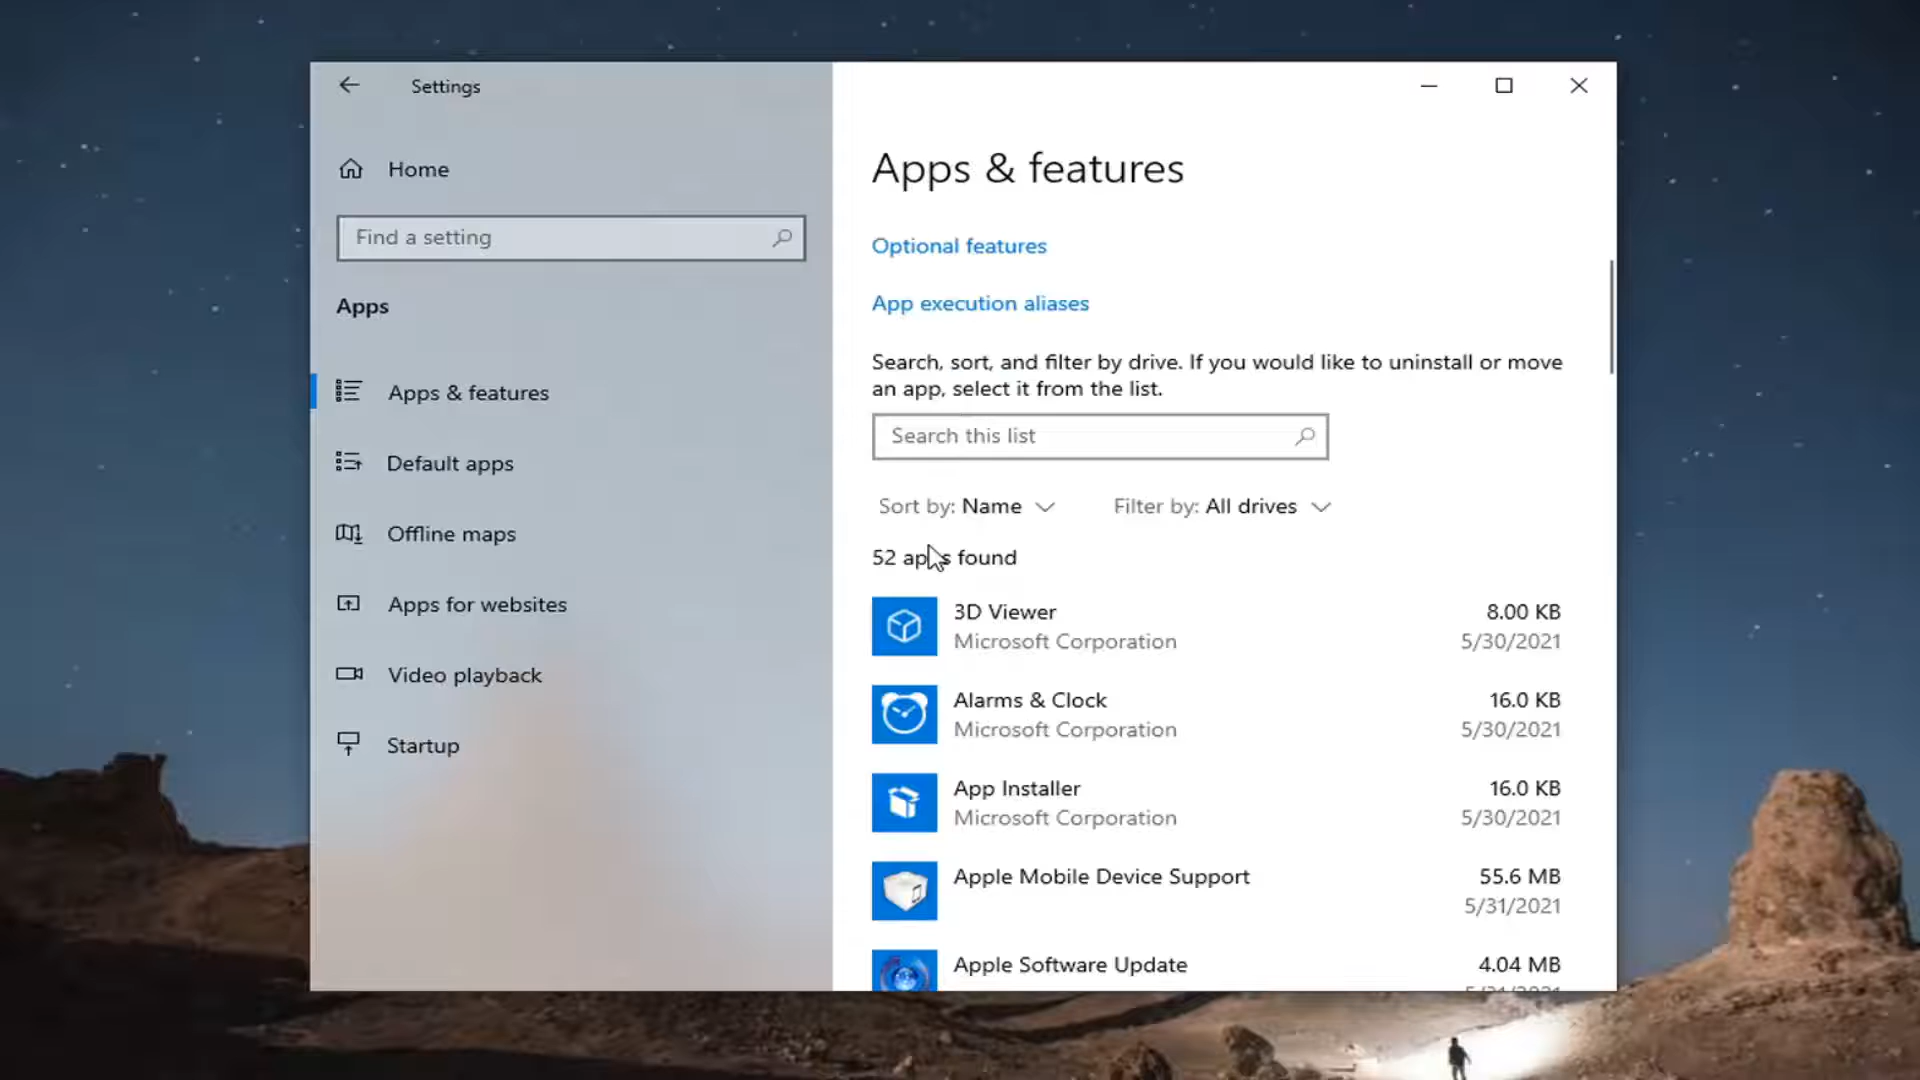 Settings
Home
Find a setting
Apps
Apps & features
Default apps
Offline maps
Apps for websites
Video playback
Startup
Apps & features
Optional features
App execution aliases
Search, sort, and filter by drive. If you would like to uninstall or move
an app, select it from the list.
Search this list
Sort by: Name
Filter by: All drives
52 apps found
3D Viewer 8.00 KB
Microsoft Corporation 5/30/2021
Alarms & Clock 16.0 KB
Microsoft Corporation 5/30/2021
App Installer 16.0 KB
Microsoft Corporation 5/30/2021
Apple Mobile Device Support 55.6 MB
5/31/2021
Apple Software Update 4.04 MB